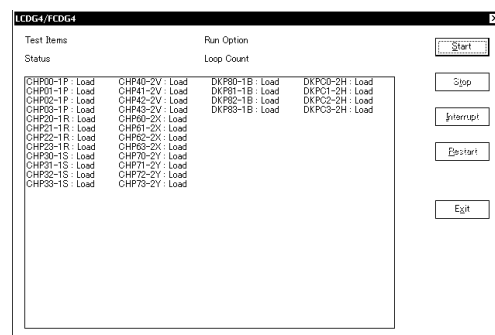 LCDG4/FCDG4
Test Items Run Option
Status Loop Count
Start
Stop
Interrupt
Restart
Exit
CHP00-1P : Load CHP40-2V : Load DKP80-1B : Load DKPC0-2H : Load
CHP01-1P : Load CHP41-2V : Load DKP81-1B : Load DKPC1-2H : Load
CHP02-1P : Load CHP42-2V : Load DKP82-1B : Load DKPC2-2H : Load
CHP03-1P : Load CHP43-2V : Load DKP83-1B : Load DKPC3-2H : Load
CHP20-1R : Load CHP60-2X : Load
CHP21-1R : Load CHP61-2X : Load
CHP22-1R : Load CHP62-2X : Load
CHP23-1R : Load CHP63-2X : Load
CHP30-1S : Load CHP70-2Y : Load
CHP31-1S : Load CHP71-2Y : Load
CHP32-1S : Load CHP72-2Y : Load
CHP33-1S : Load CHP73-2Y : Load